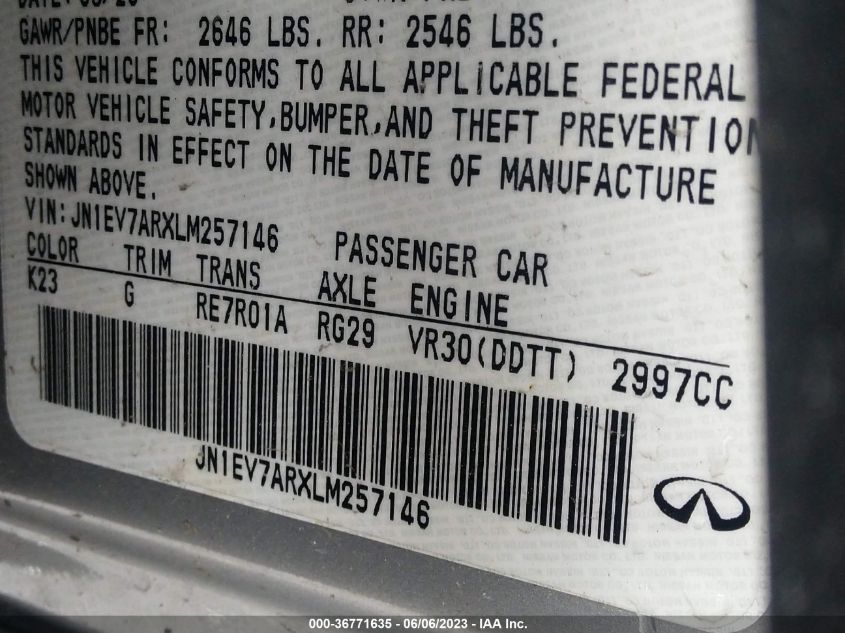 GAWR/PNBE FR: 2646 LBS. RR: 2546 LBS.
THIS VEHICLE CONFORMS TO ALL APPLICABLE FEDERAL
MOTOR VEHICLE SAFETY,BUMPER,AND THEFT PREVENTION
STANDARDS IN EFFECT ON THE DATE OF MANUFACTURE
SHOWN ABOVE.
VIN:JN1EV7ARXLM257146 PASSENGER CAR
COLOR TRIM TRANS AXLE ENGINE
K23 G RE7R01A RG29 VR30(DDTT) 2997CC
JN1EV7ARXLM257146
000-36771635 - 06/06/2023 - IAA Inc.